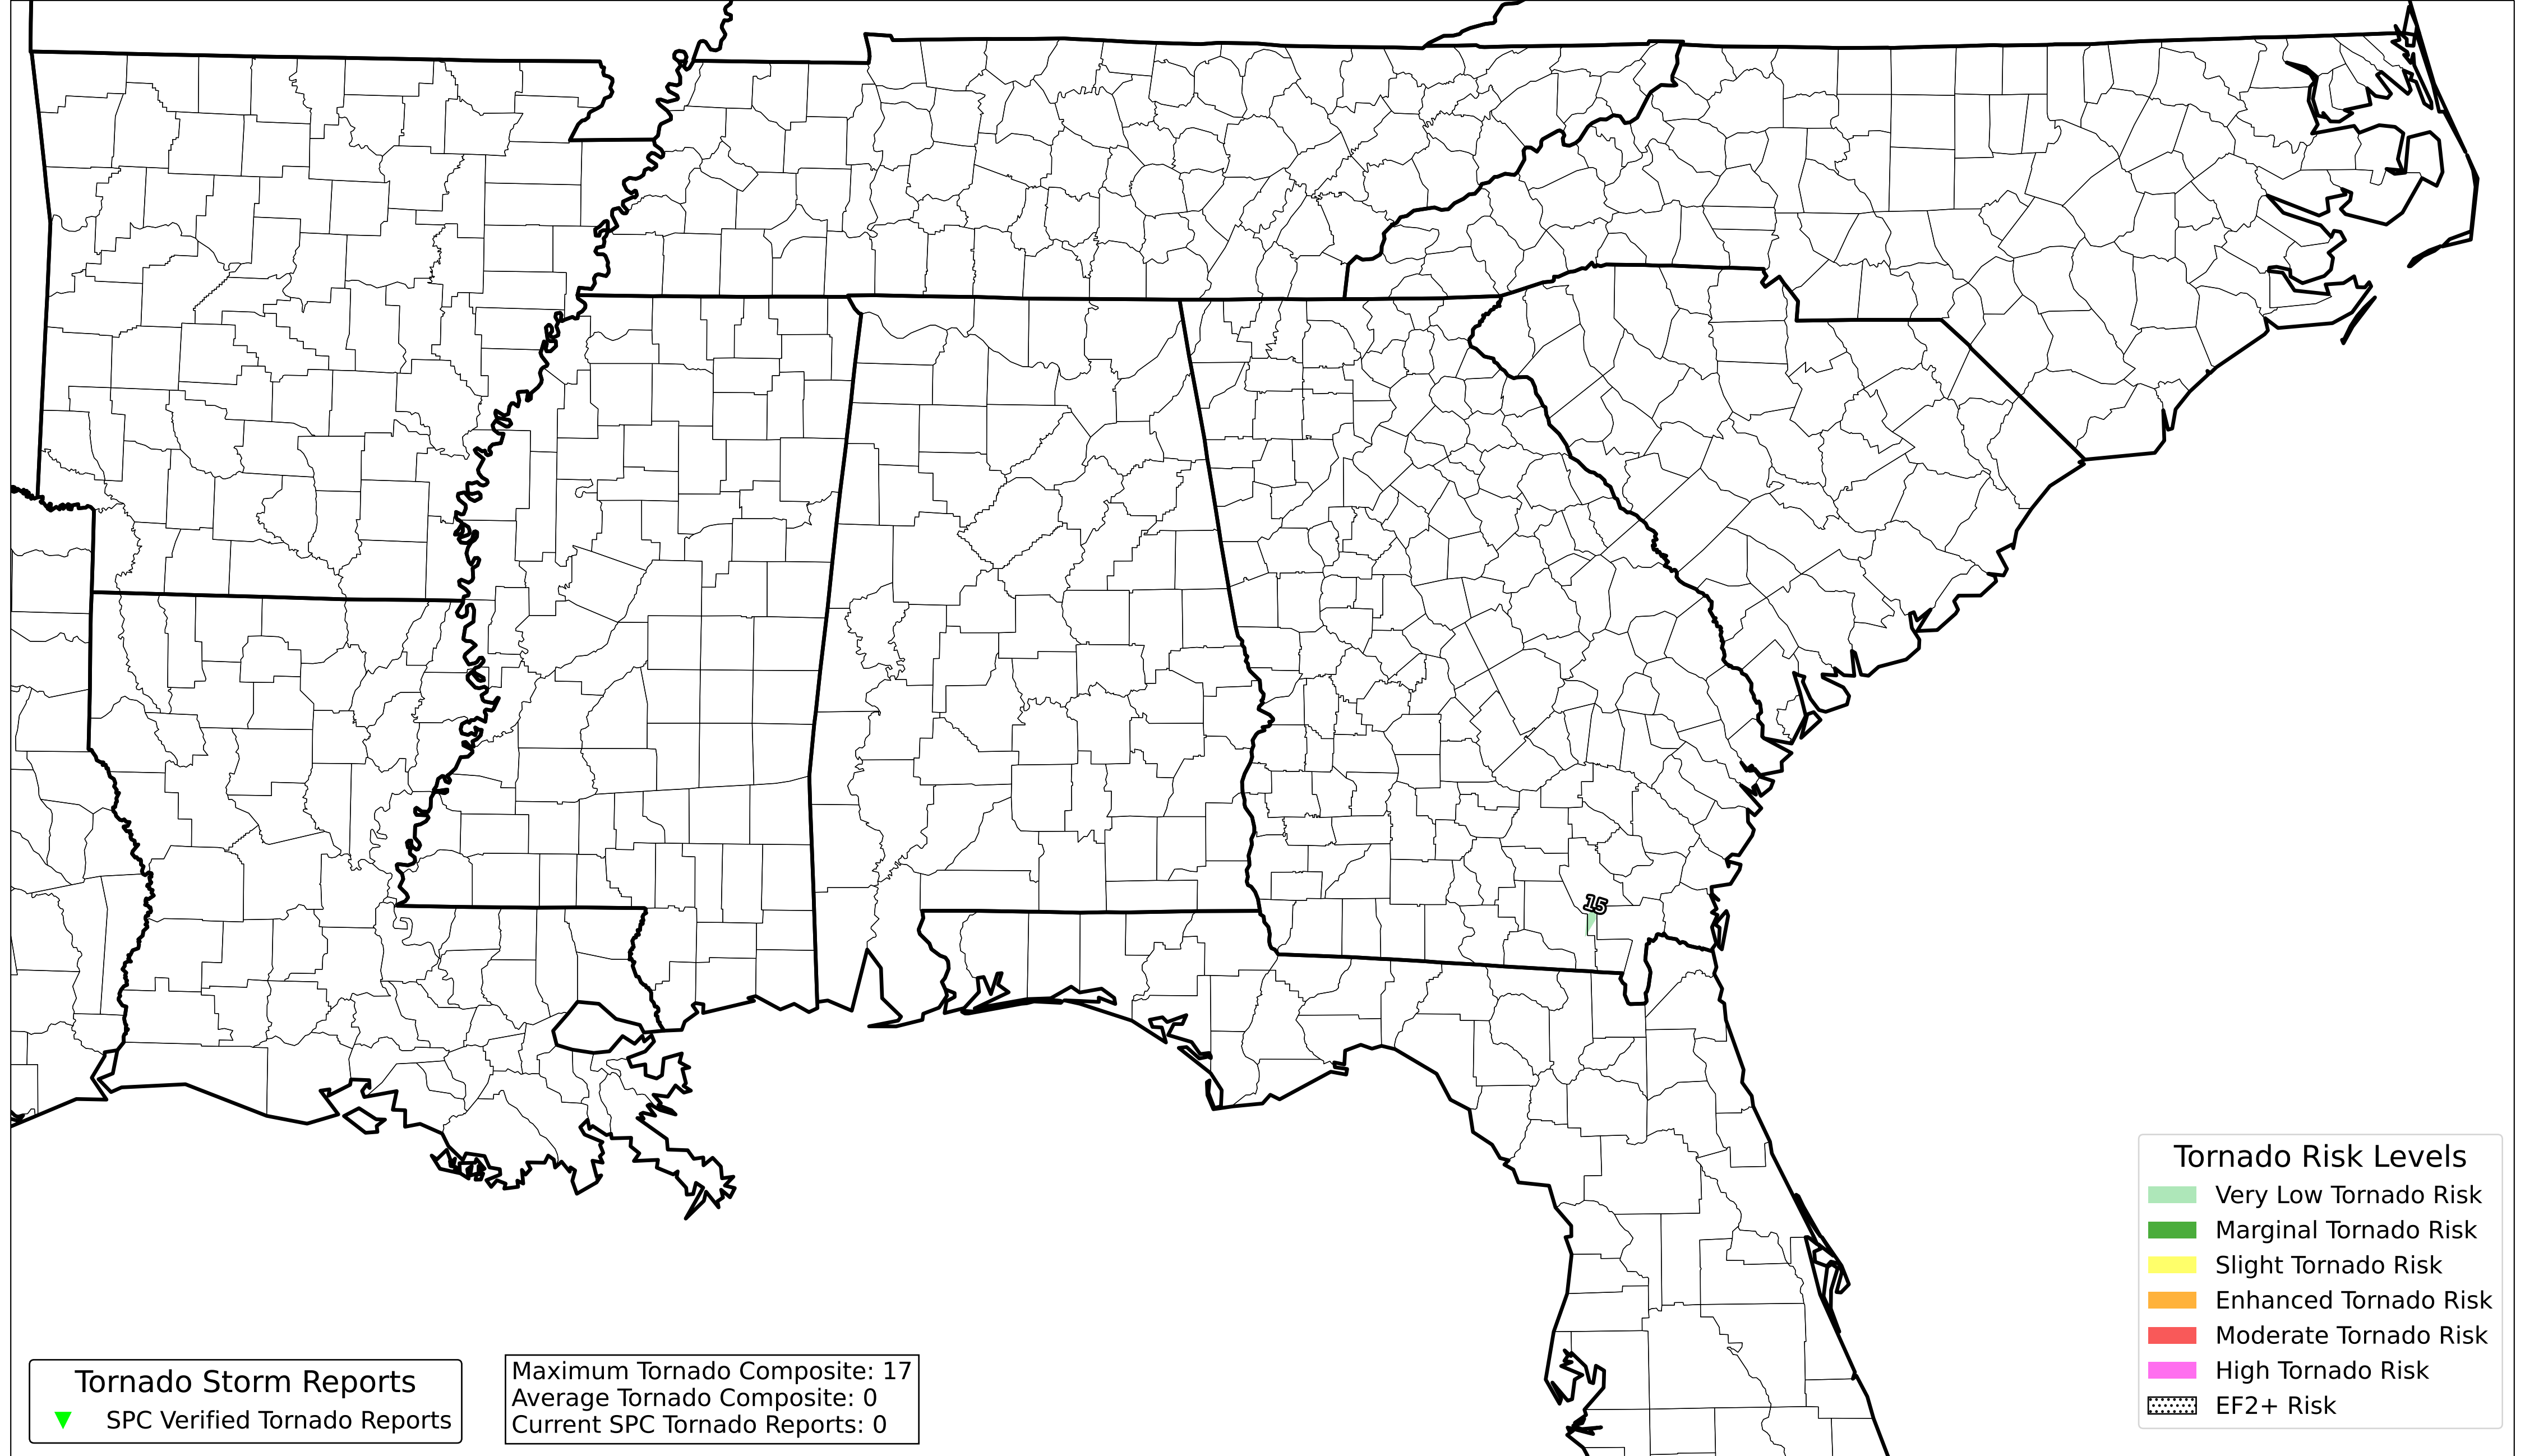 15
Tornado Risk Levels
Very Low Tornado Risk
Marginal Tornado Risk
Slight Tornado Risk
Enhanced Tornado Risk
Moderate Tornado Risk
High Tornado Risk
EF2+ Risk
Tornado Storm Reports
SPC Verified Tornado Reports
Maximum Tornado Composite: 17
Average Tornado Composite: 0
Current SPC Tornado Reports: 0